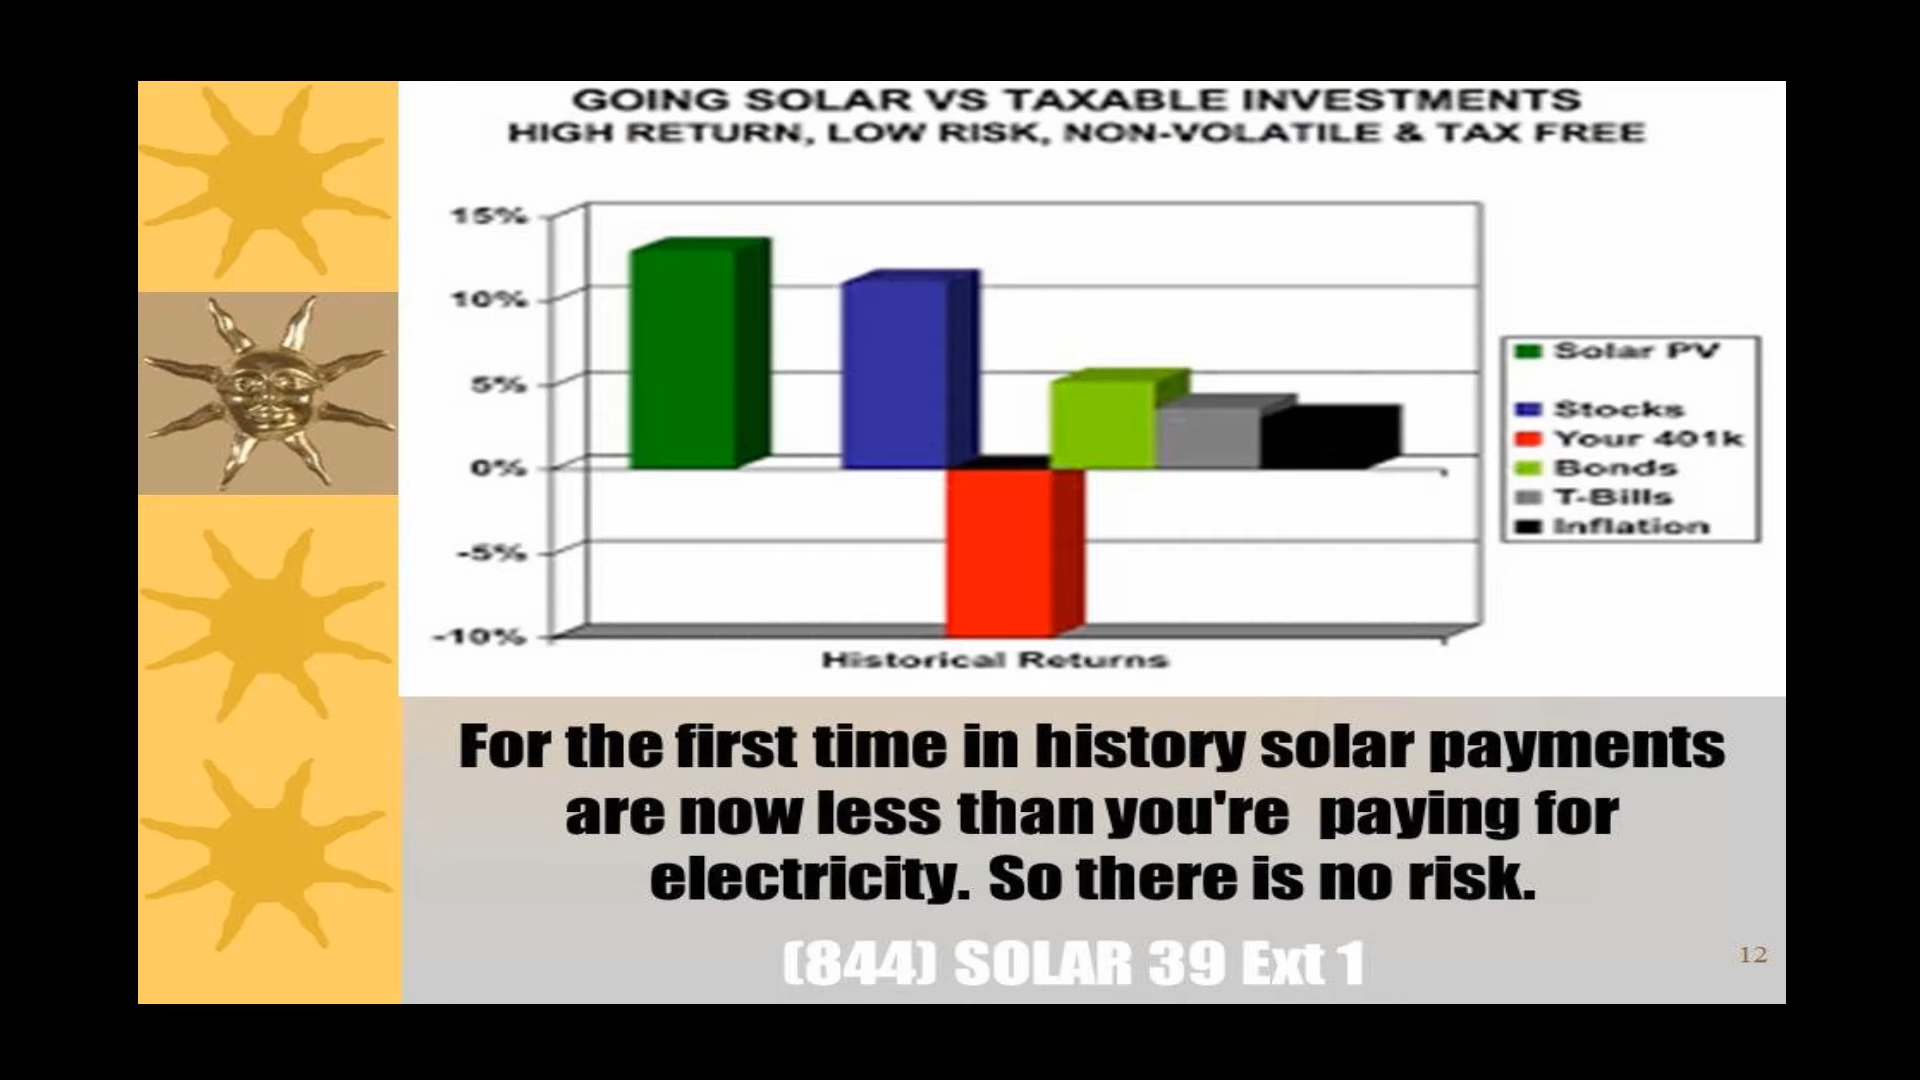 GOING SOLAR VS TAXABLE INVESTMENTS
HIGH RETURN, LOW RISK, NON-VOLATILE & TAX FREE
15%
10%
5%
0%
-5%
-10%
Historical Returns
Solar PV
Stocks
Your 401k
Bonds
T-Bills
Inflation
For the first time in history solar payments
are now less than you're paying for
electricity. So there is no risk.
(844) SOLAR 39 Ext 1
12